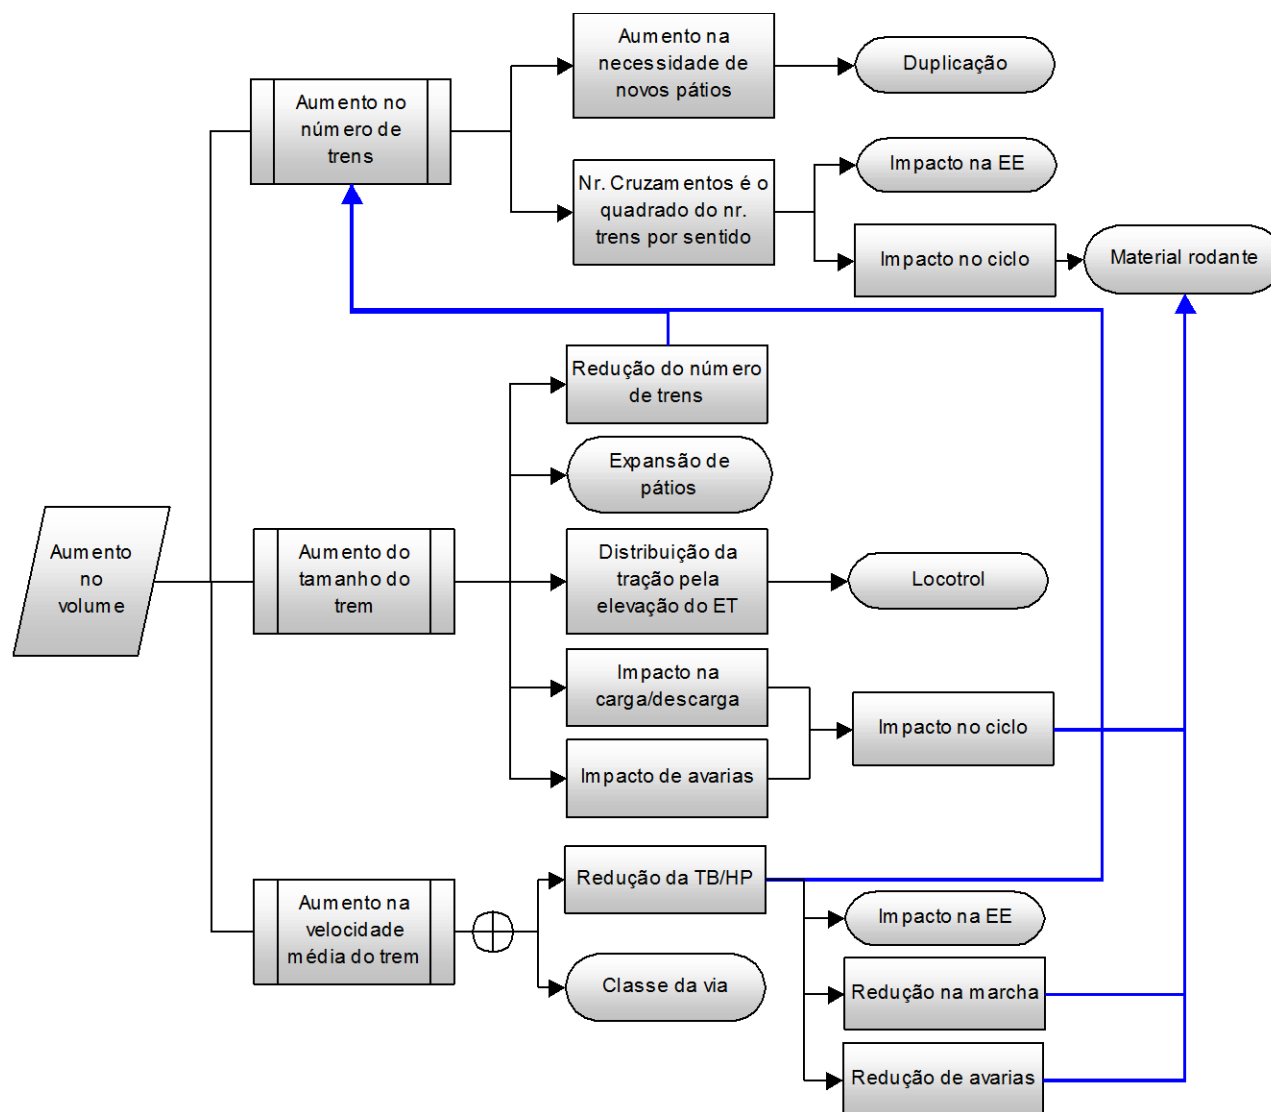 Aumento na
necessidade de
novos pátios
Duplicação
Aumento no
número de
trens
Nr. Cruzamentos é o
quadrado do nr.
trens por sentido
Impacto na EE
Impacto no ciclo
Material rodante
Redução do número
de trens
Expansão de
pátios
Aumento
no
volume
Aumento do
tamanho do
trem
Distribuição da
tração pela
elevação do ET
Locotrol
Impacto na
carga/descarga
Impacto no ciclo
Impacto de avarias
Aumento na
velocidade
média do trem
Redução da TB/HP
Impacto na EE
Classe da via
Redução na marcha
Redução de avarias